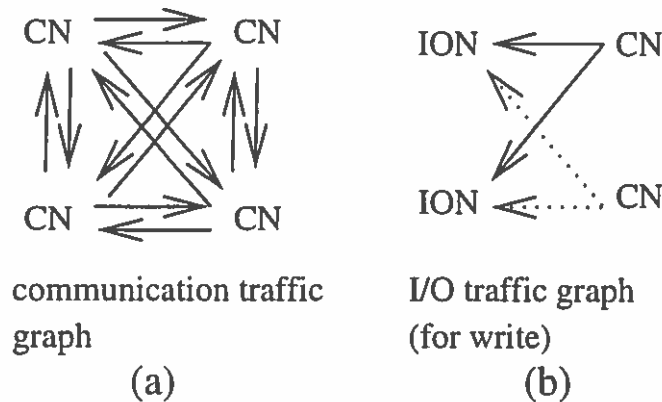 CN CN ION CN
CN CN ION CN
communication traffic I/O traffic graph
graph (for write)
(a) (b)